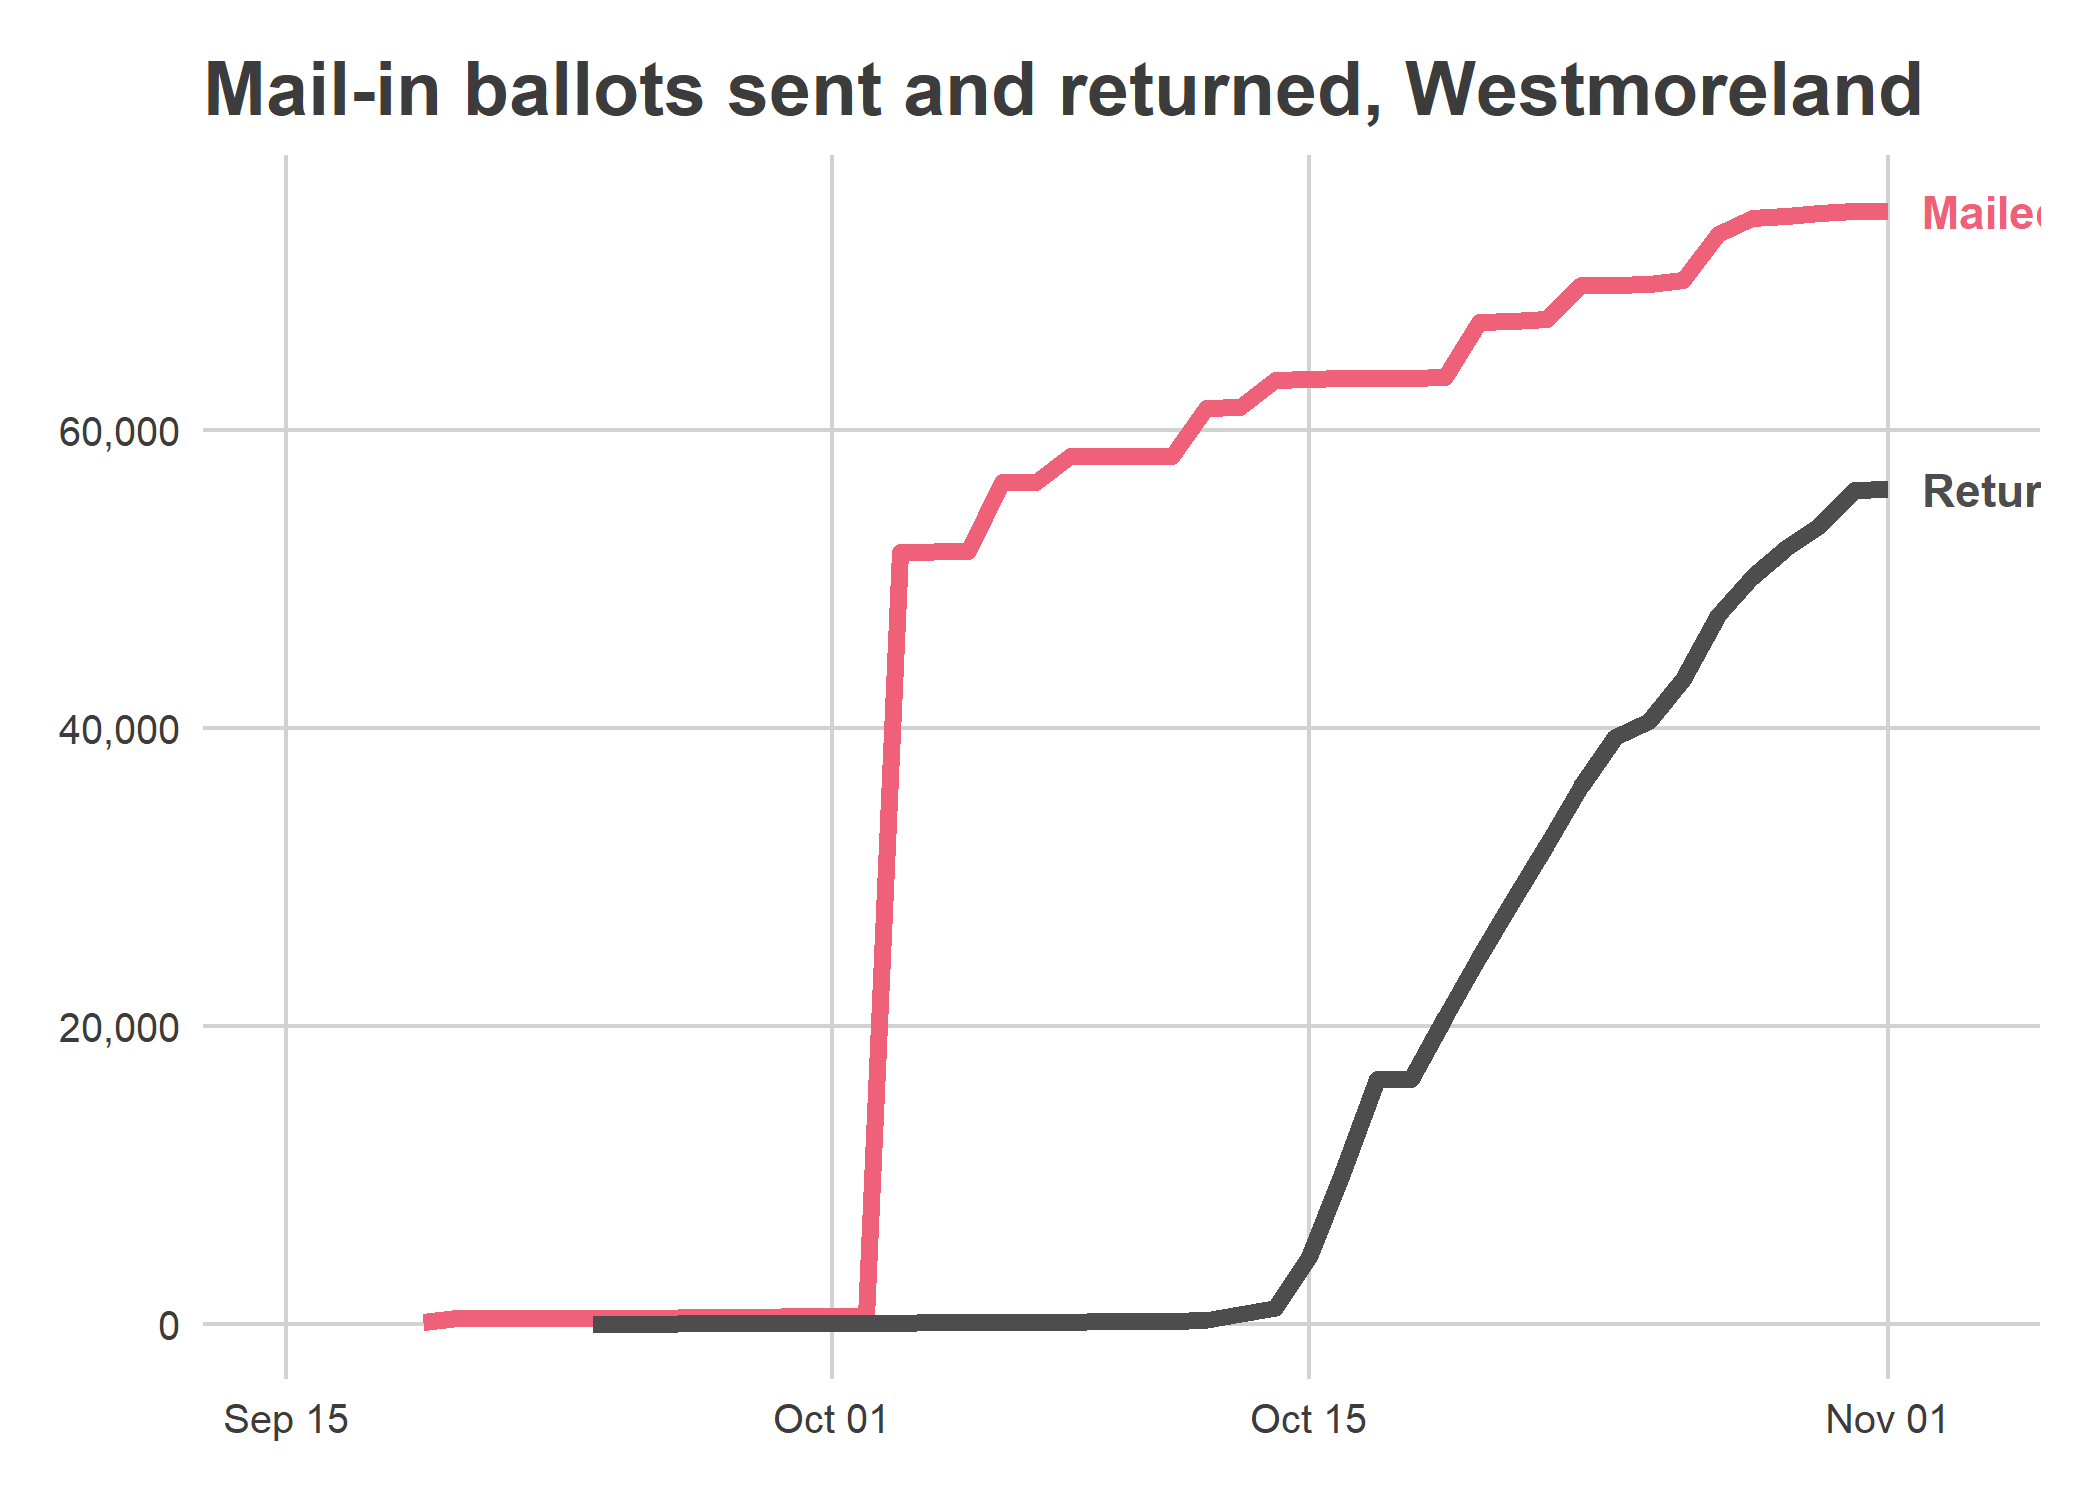 Mail-in ballots sent and returned, Westmoreland
Mailed
60,000
Retur
40,000
20,000
0
Sep 15
Oct 01
Oct 15
Nov 01